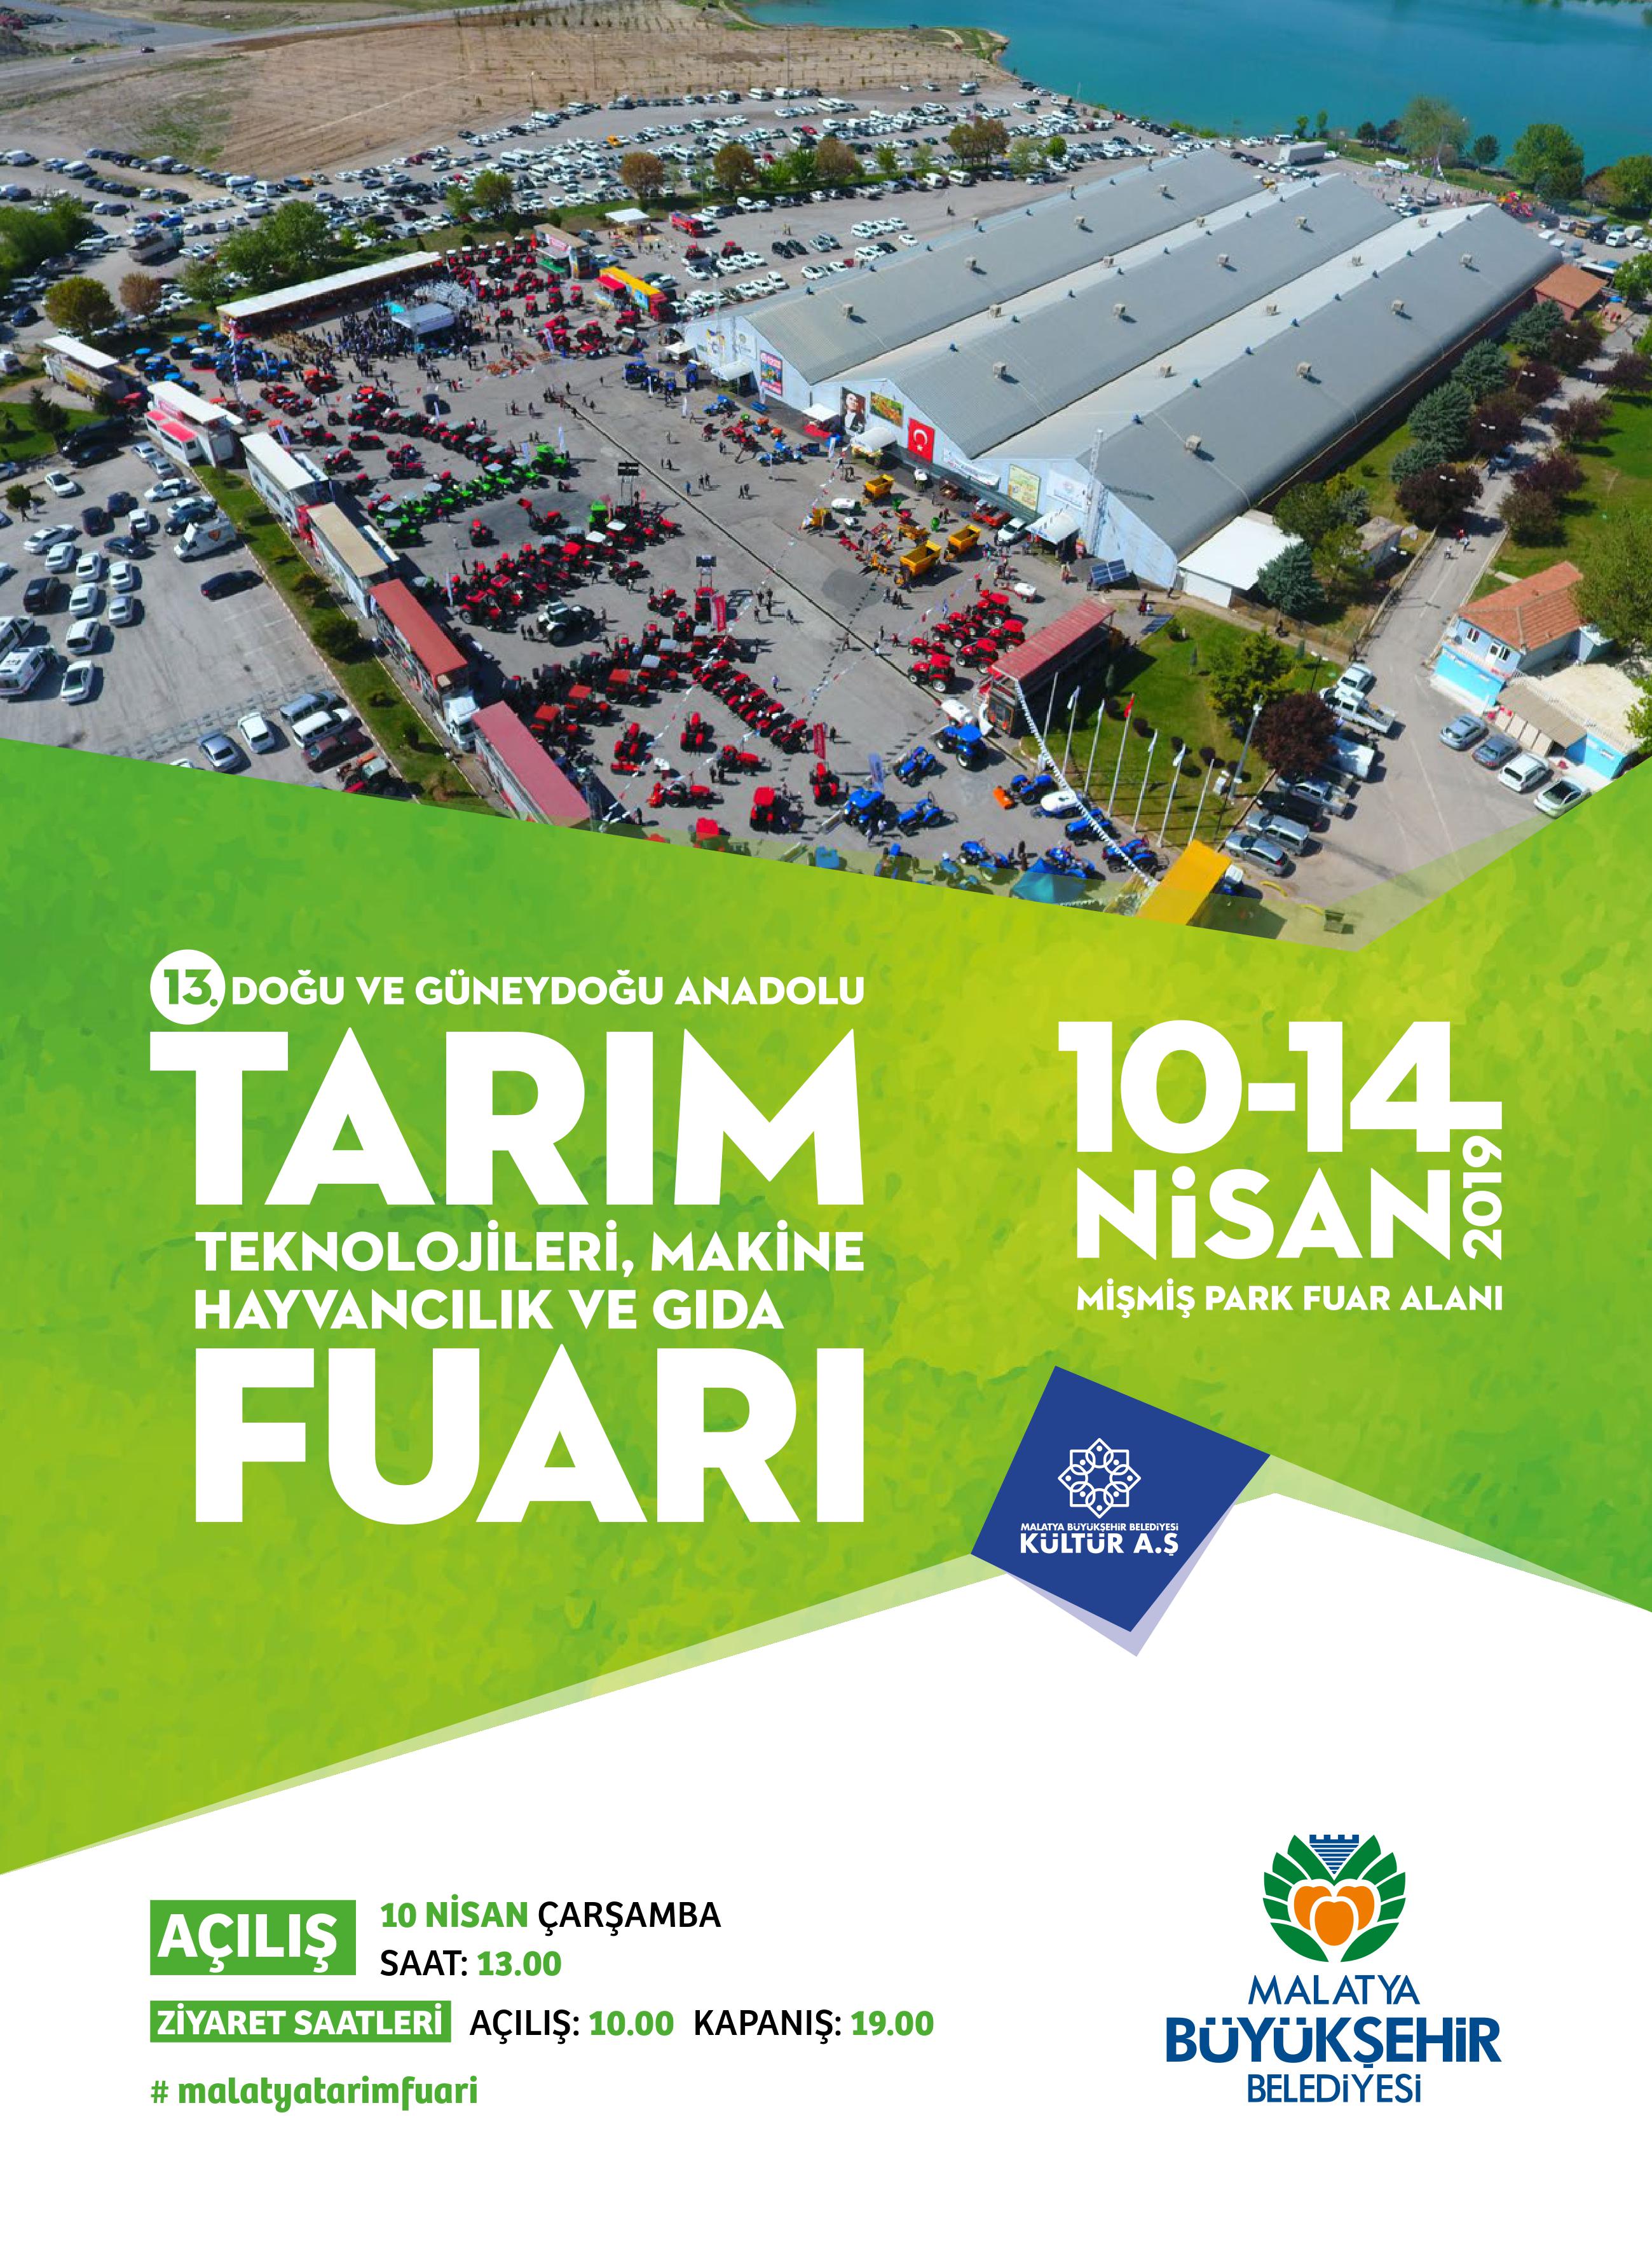 13. DOĞU VE GÜNEYDOĞU ANADOLU
TARIM
TEKNOLOJİLERİ, MAKİNE
HAYVANCILIK VE GIDA
FUARI
10-14
NİSAN 2019
MİŞMİŞ PARK FUAR ALANI
MALATYA BÜYÜKŞEHİR BELEDİYESİ
KÜLTÜR A.Ş
AÇILIŞ 10 NİSAN ÇARŞAMBA
SAAT: 13.00
ZİYARET SAATLERİ AÇILIŞ: 10.00 KAPANIŞ: 19.00
# malatyatarimfuari
MALATYA
BÜYÜKŞEHİR
BELEDİYESİ